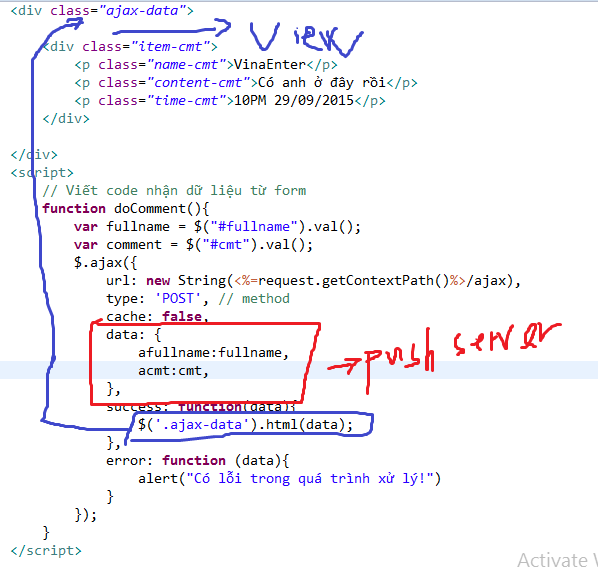 <div class="ajax-data">
View
<div class="item-cmt">
<p class="name-cmt">VinaEnter</p>
<p class="content-cmt">Có anh ở đây rồi</p>
<p class="time-cmt">10PM 29/09/2015</p>
</div>
</div>
<script>
// Viết code nhận dữ liệu từ form
function doComment(){
var fullname = $("#fullname").val();
var comment = $("#cmt").val();
$.ajax({
url: new String(<%=request.getContextPath()%>/ajax),
type: 'POST', // method
cache: false,
data: {
afullname:fullname,
push server
acmt:cmt,
},
success: function(data){
$('.ajax-data').html(data);
},
error: function (data){
alert("Có lỗi trong quá trình xử lý!")
}
});
}
</script>
Activate